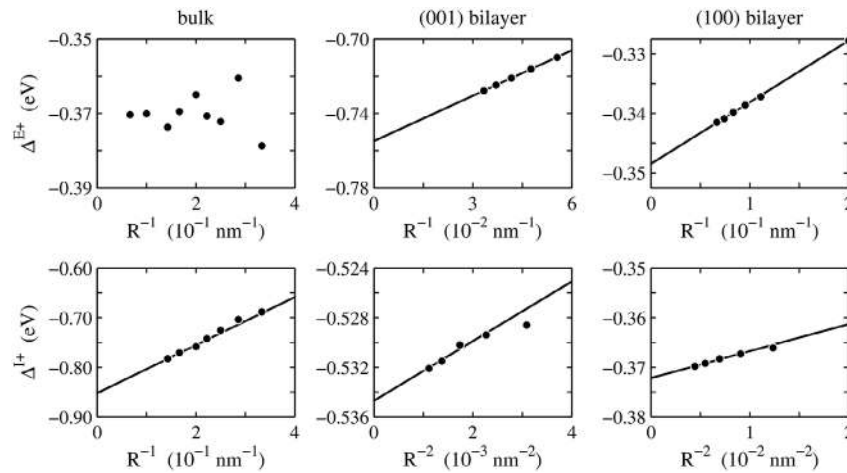 bulk
(001) bilayer
(100) bilayer
Δ^{E+} (eV)
−0.35
−0.37
−0.39
0 1 2 3 4
R^{−1} (10^{−1} nm^{−1})
−0.70
−0.74
−0.78
0 3 6
R^{−1} (10^{−2} nm^{−1})
−0.33
−0.34
−0.35
0 1 2
R^{−1} (10^{−1} nm^{−1})
Δ^{I+} (eV)
−0.60
−0.70
−0.80
−0.90
0 1 2 3 4
R^{−1} (10^{−1} nm^{−1})
−0.524
−0.528
−0.532
−0.536
0 1 2 3 4
R^{−2} (10^{−3} nm^{−2})
−0.35
−0.36
−0.37
−0.38
0 1 2
R^{−2} (10^{−2} nm^{−2})